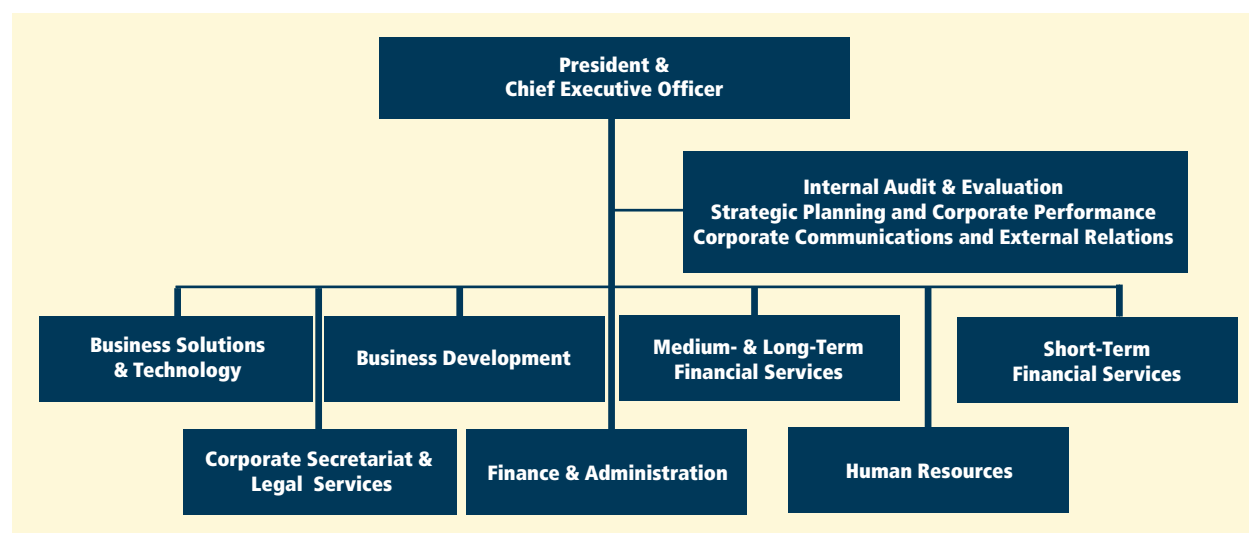 President &
Chief Executive Officer
Internal Audit & Evaluation
Strategic Planning and Corporate Performance
Corporate Communications and External Relations
Business Solutions
& Technology
Business Development
Medium- & Long-Term
Financial Services
Short-Term
Financial Services
Corporate Secretariat &
Legal Services
Finance & Administration
Human Resources